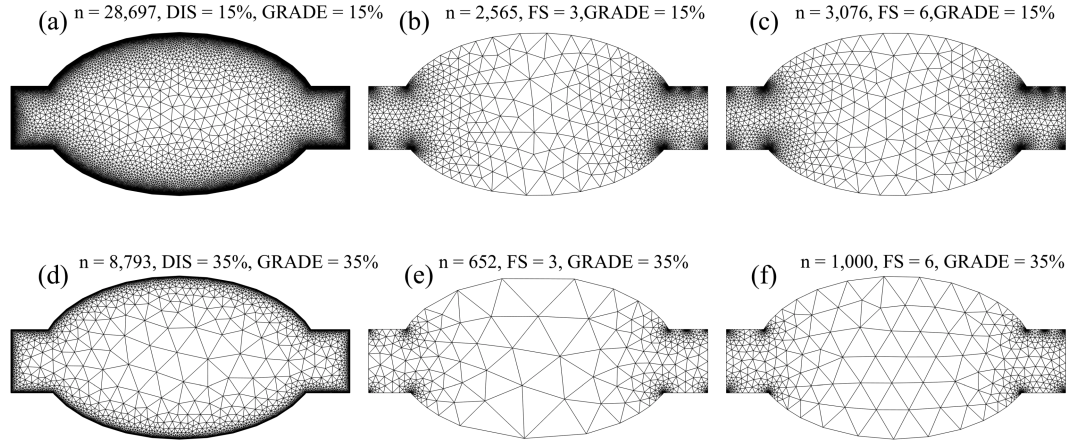 (a) n = 28,697, DIS = 15%, GRADE = 15%
(b) n = 2,565, FS = 3,GRADE = 15%
(c) n = 3,076, FS = 6,GRADE = 15%
(d) n = 8,793, DIS = 35%, GRADE = 35%
(e) n = 652, FS = 3, GRADE = 35%
(f) n = 1,000, FS = 6, GRADE = 35%